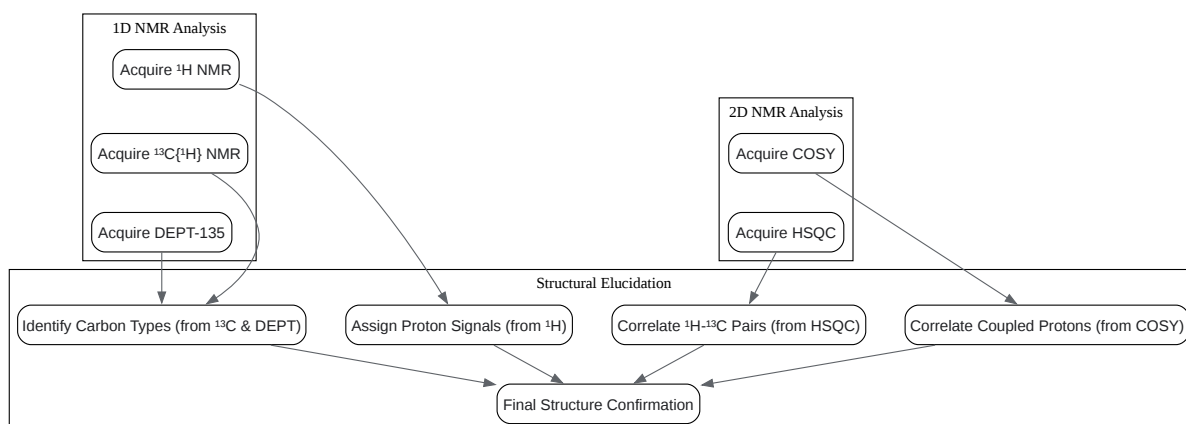 1D NMR Analysis
Acquire ¹H NMR
Acquire ¹³C{¹H} NMR
Acquire DEPT-135
2D NMR Analysis
Acquire COSY
Acquire HSQC
Structural Elucidation
Identify Carbon Types (from ¹³C & DEPT)
Assign Proton Signals (from ¹H)
Correlate ¹H-¹³C Pairs (from HSQC)
Correlate Coupled Protons (from COSY)
Final Structure Confirmation